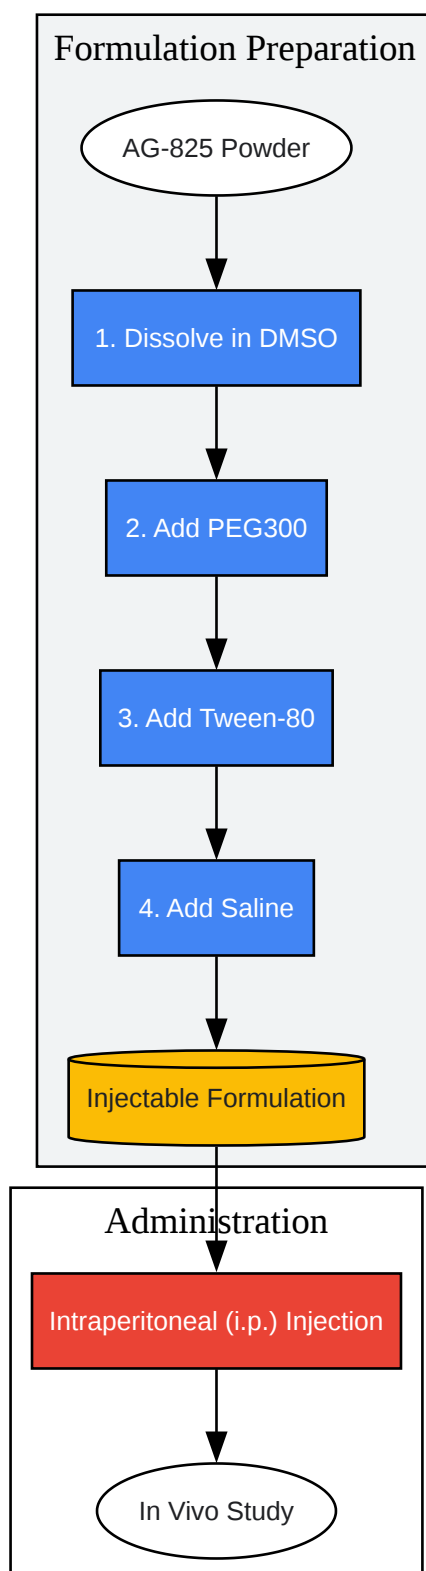 Formulation Preparation
AG-825 Powder
1. Dissolve in DMSO
2. Add PEG300
3. Add Tween-80
4. Add Saline
Injectable Formulation
Administration
Intraperitoneal (i.p.) Injection
In Vivo Study